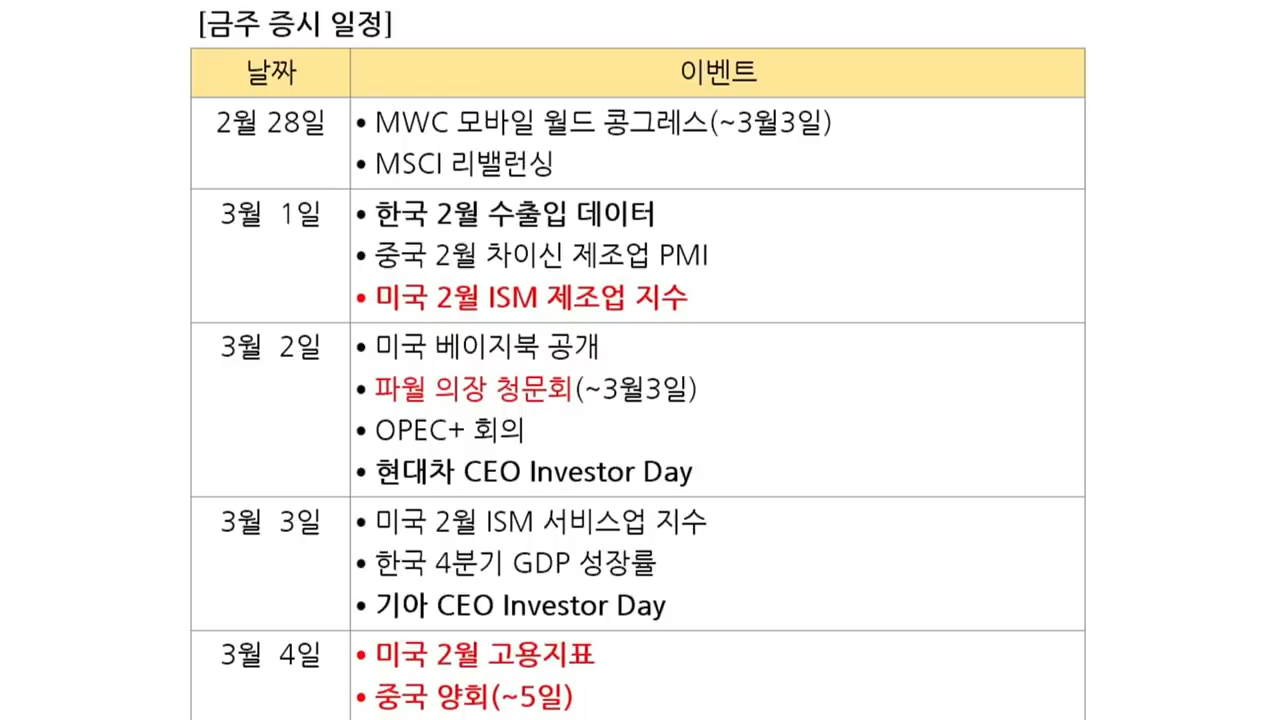 [금주 증시 일정]
날짜 이벤트
2월 28일 • MWC 모바일 월드 콩그레스(~3월3일)
• MSCI 리밸런싱
3월 1일 • 한국 2월 수출입 데이터
• 중국 2월 차이신 제조업 PMI
• 미국 2월 ISM 제조업 지수
3월 2일 • 미국 베이지북 공개
• 파월 의장 청문회(~3월3일)
• OPEC+ 회의
• 현대차 CEO Investor Day
3월 3일 • 미국 2월 ISM 서비스업 지수
• 한국 4분기 GDP 성장률
• 기아 CEO Investor Day
3월 4일 • 미국 2월 고용지표
• 중국 양회(~5일)